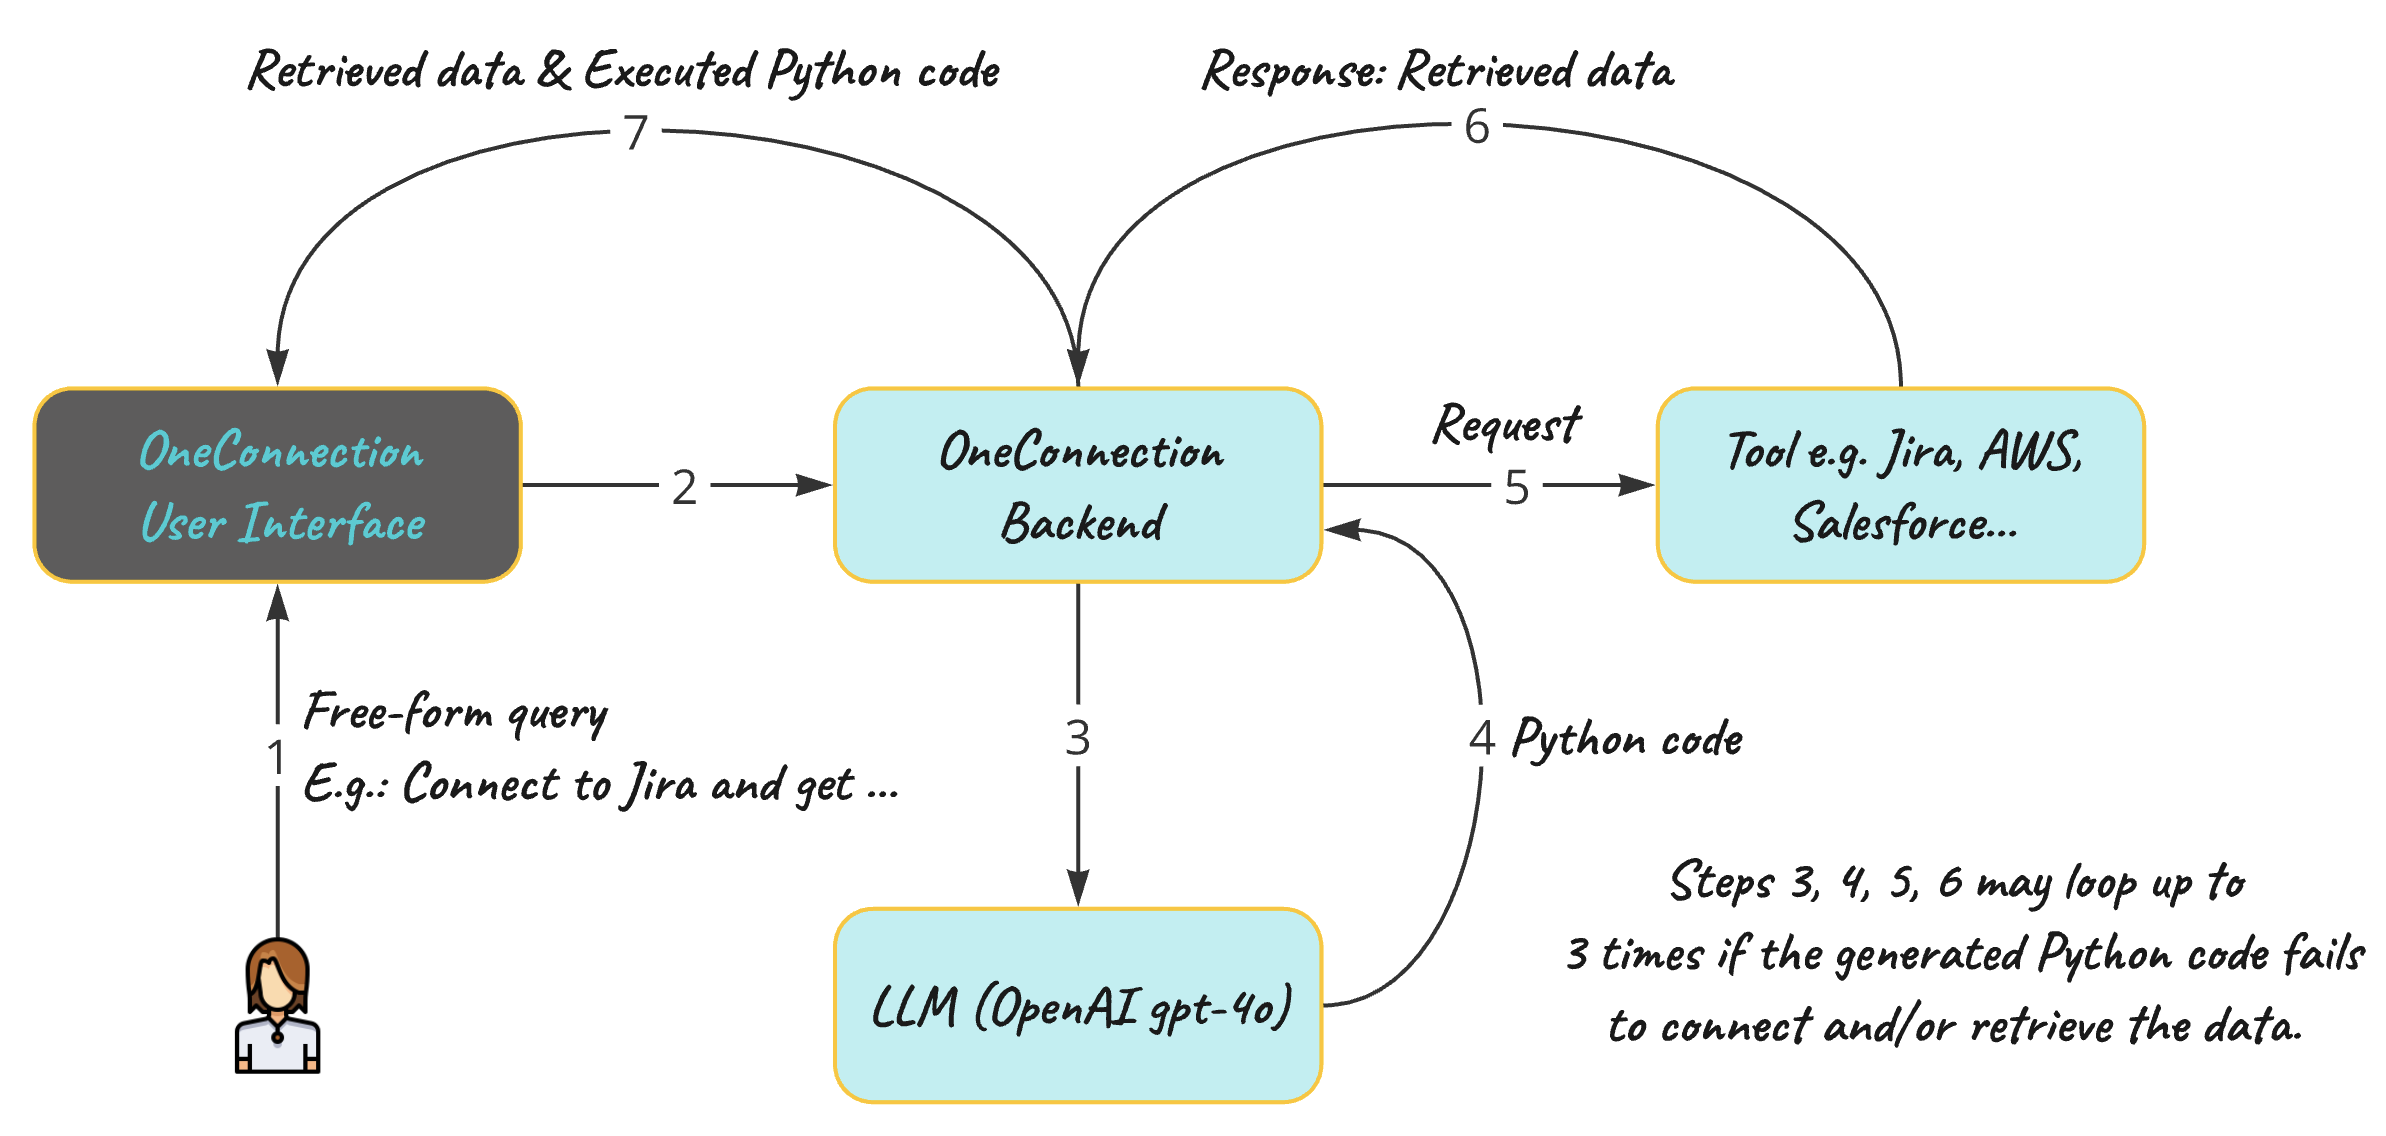 Retrieved data & Executed Python code
7
Response: Retrieved data
6
OneConnection
User Interface
2
OneConnection
Backend
Request
5
Tool e.g. Jira, AWS,
Salesforce...
1
Free-form query
E.g.: Connect to Jira and get ...
3
4 Python code
LLM (OpenAI gpt-4o)
Steps 3, 4, 5, 6 may loop up to
3 times if the generated Python code fails
to connect and/or retrieve the data.